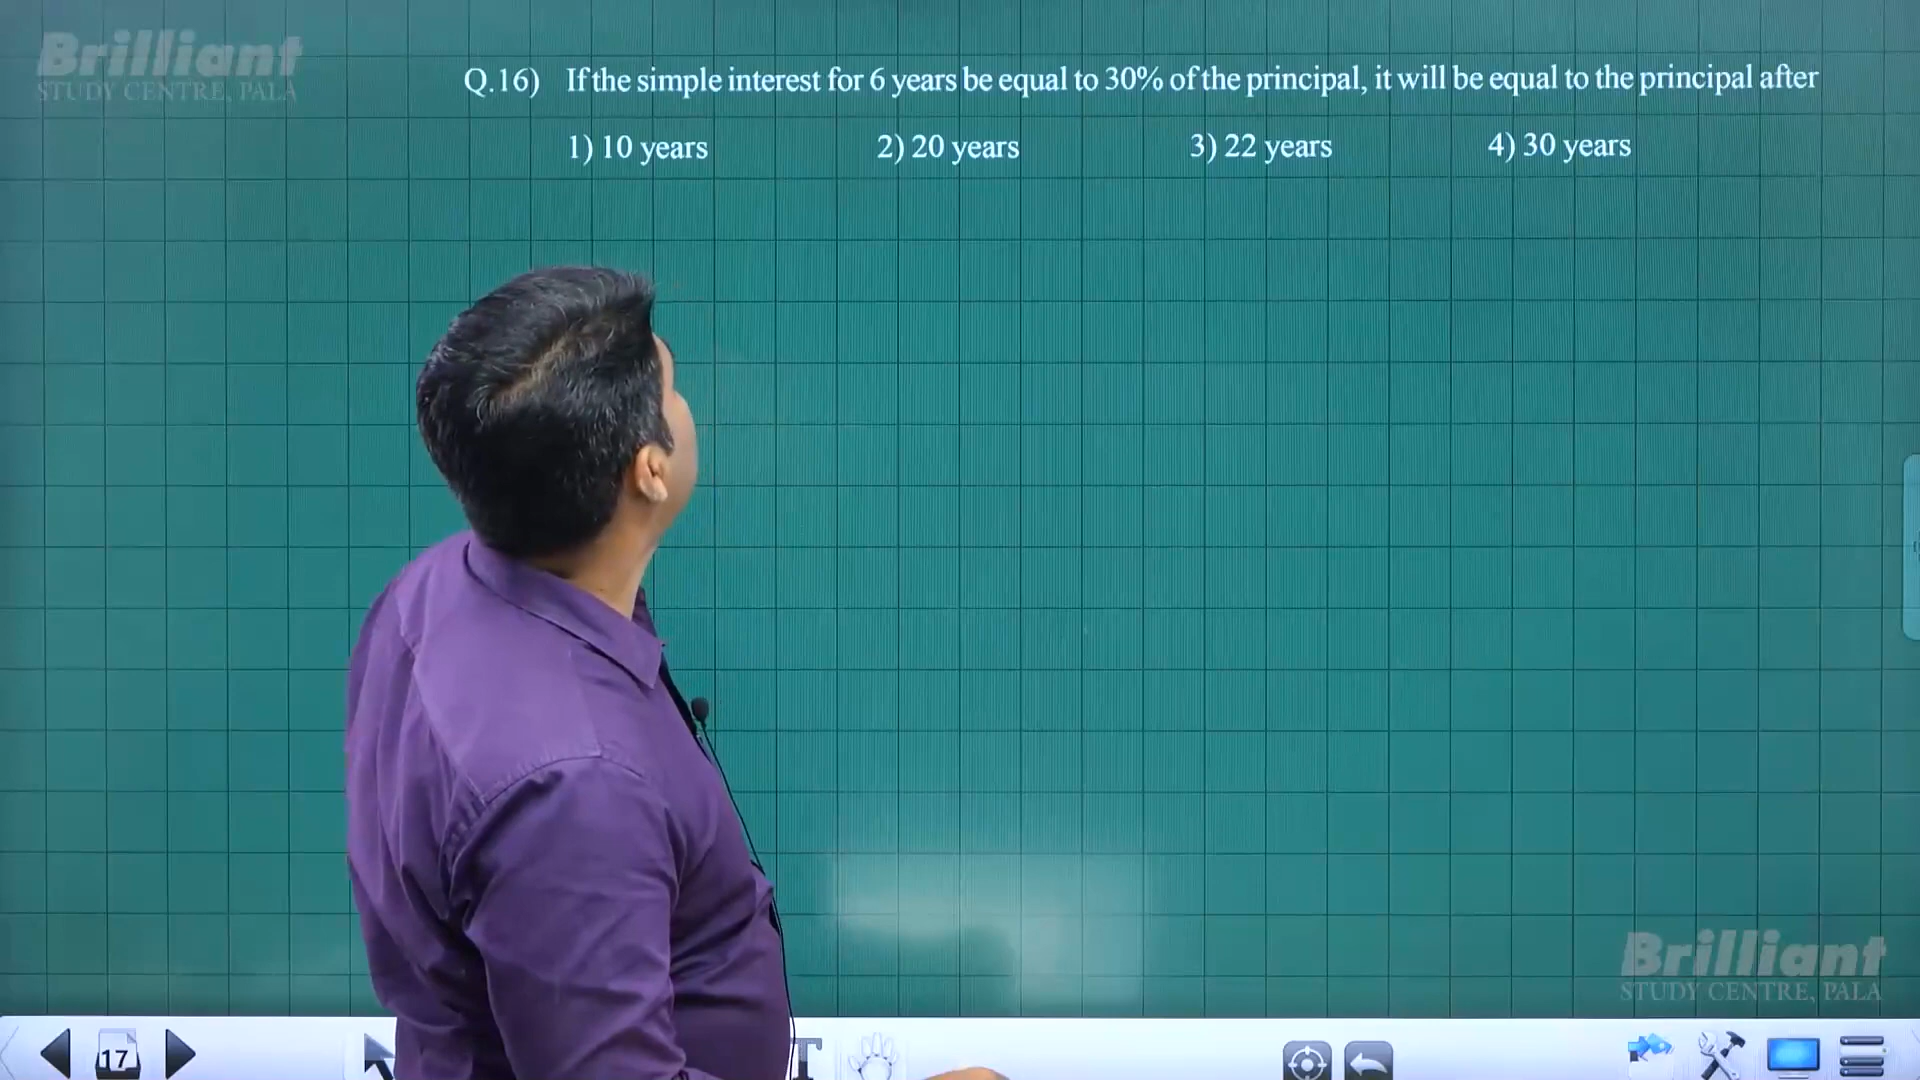 Brilliant
STUDY CENTRE, PALA
Q.16) If the simple interest for 6 years be equal to 30% of the principal, it will be equal to the principal after
1) 10 years 2) 20 years 3) 22 years 4) 30 years
Brilliant
STUDY CENTRE, PALA
17
T